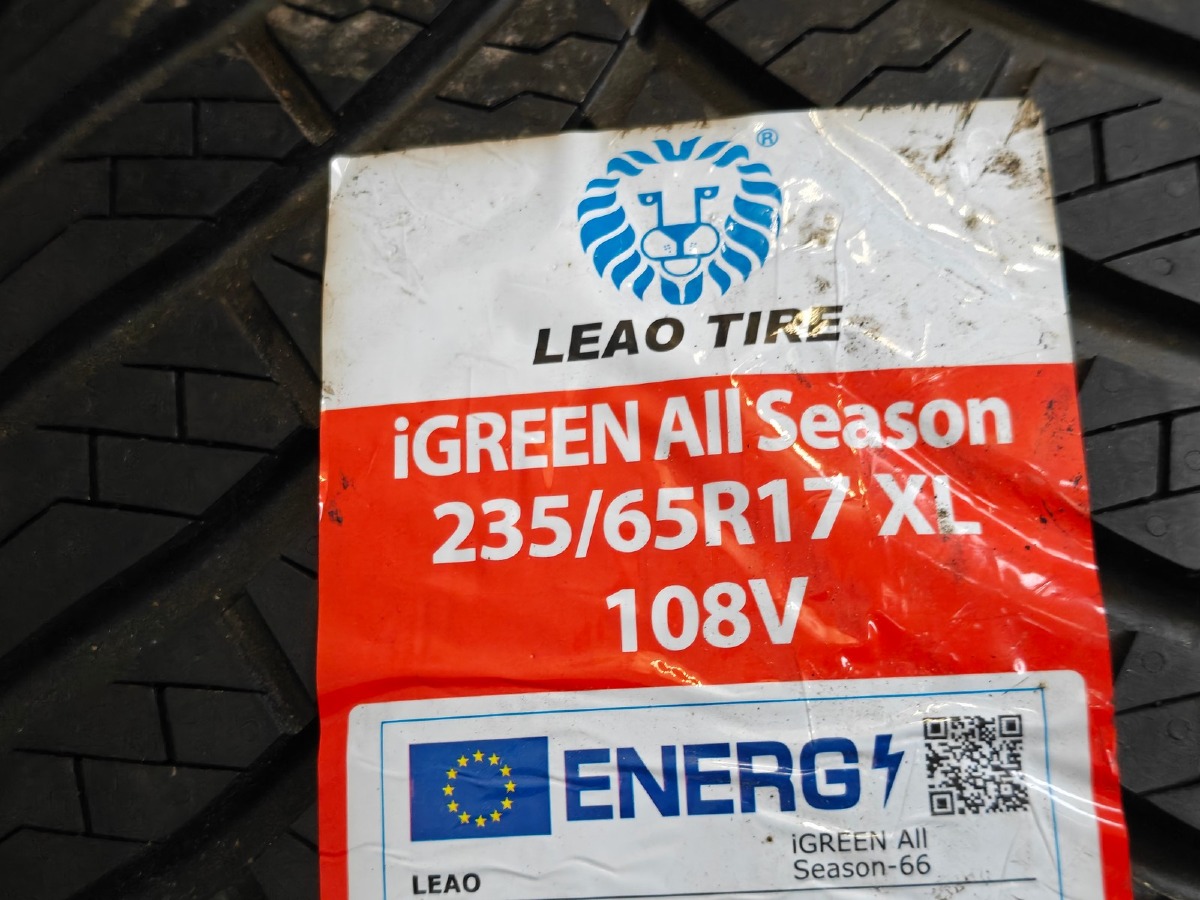 ®
LEAO TIRE
iGREEN All Season
235/65R17 XL
108V
ENERG
iGREEN All
Season-66
LEAO